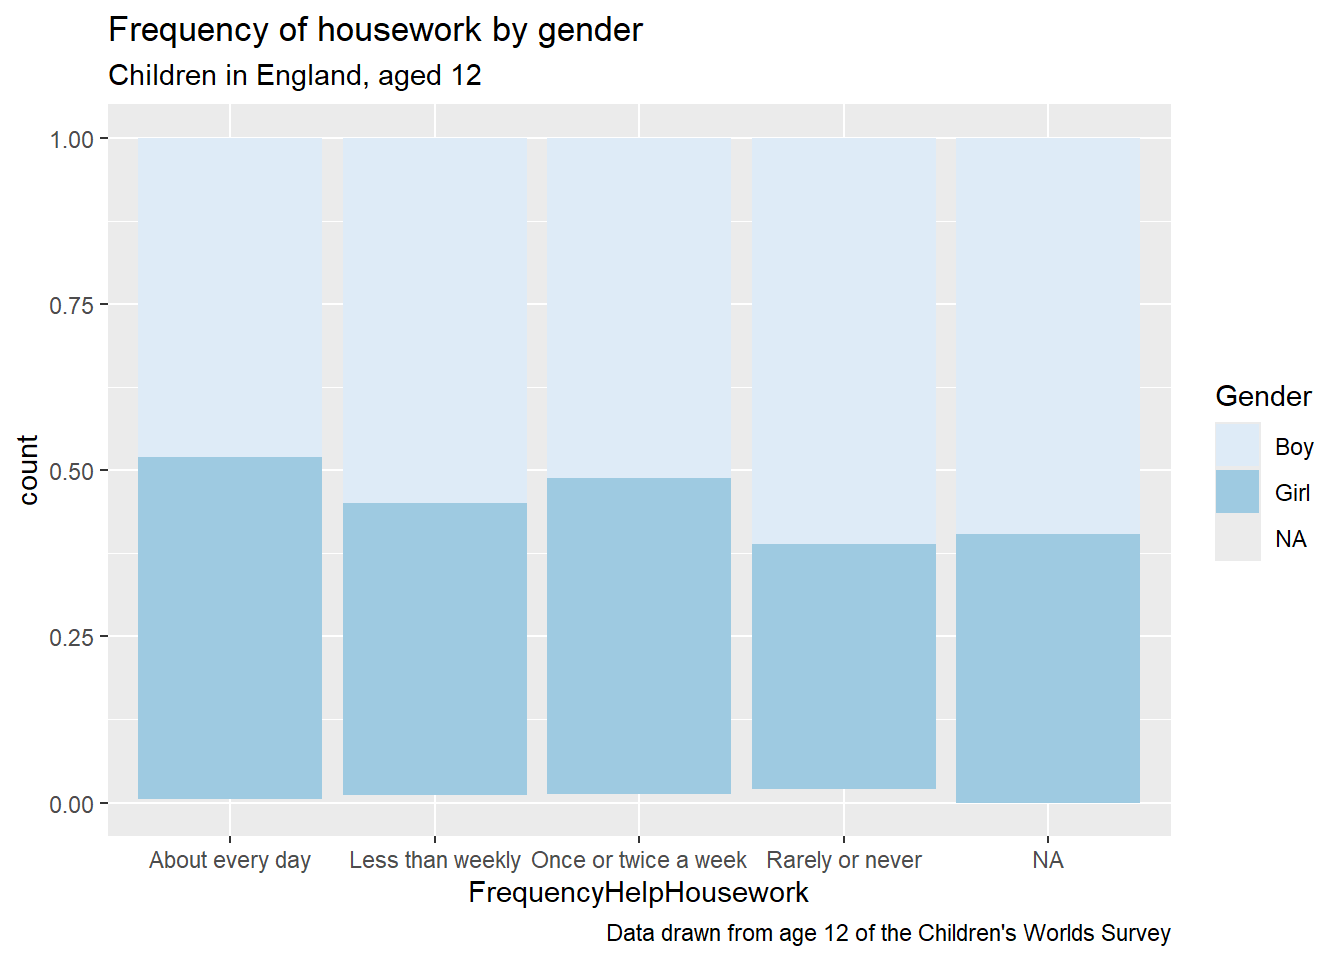 Frequency of housework by gender
Children in England, aged 12
1.00
0.75
0.50
0.25
0.00
count
About every day
Less than weekly
Once or twice a week
Rarely or never
NA
FrequencyHelpHousework
Data drawn from age 12 of the Children's Worlds Survey
Gender
Boy
Girl
NA